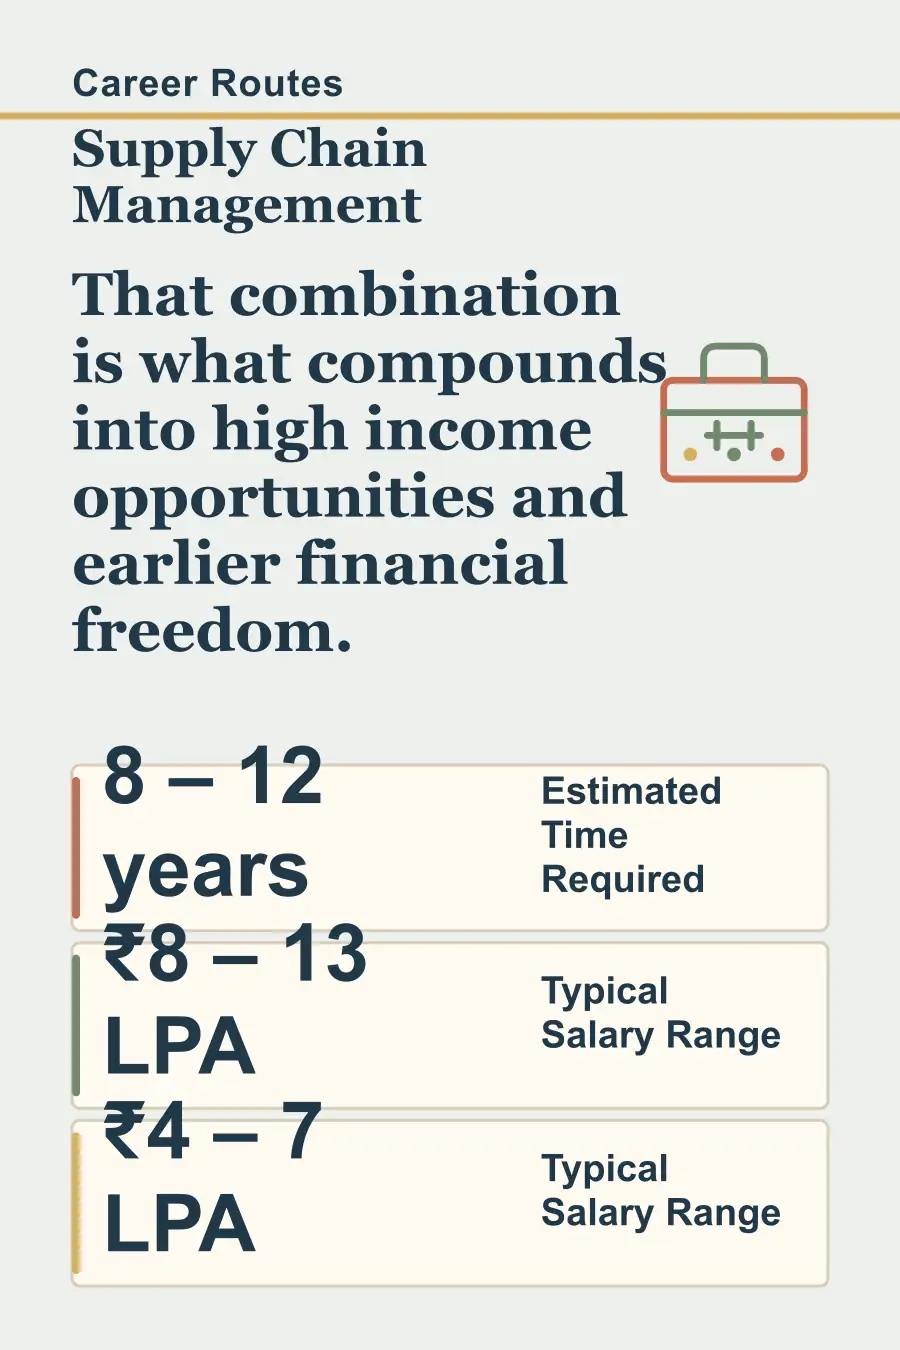 Career Routes
Supply Chain
Management
That combination
is what compounds
into high income
opportunities and
earlier financial
freedom.
8 – 12
years
Estimated
Time
Required
₹8 – 13
LPA
Typical
Salary Range
₹4 – 7
LPA
Typical
Salary Range